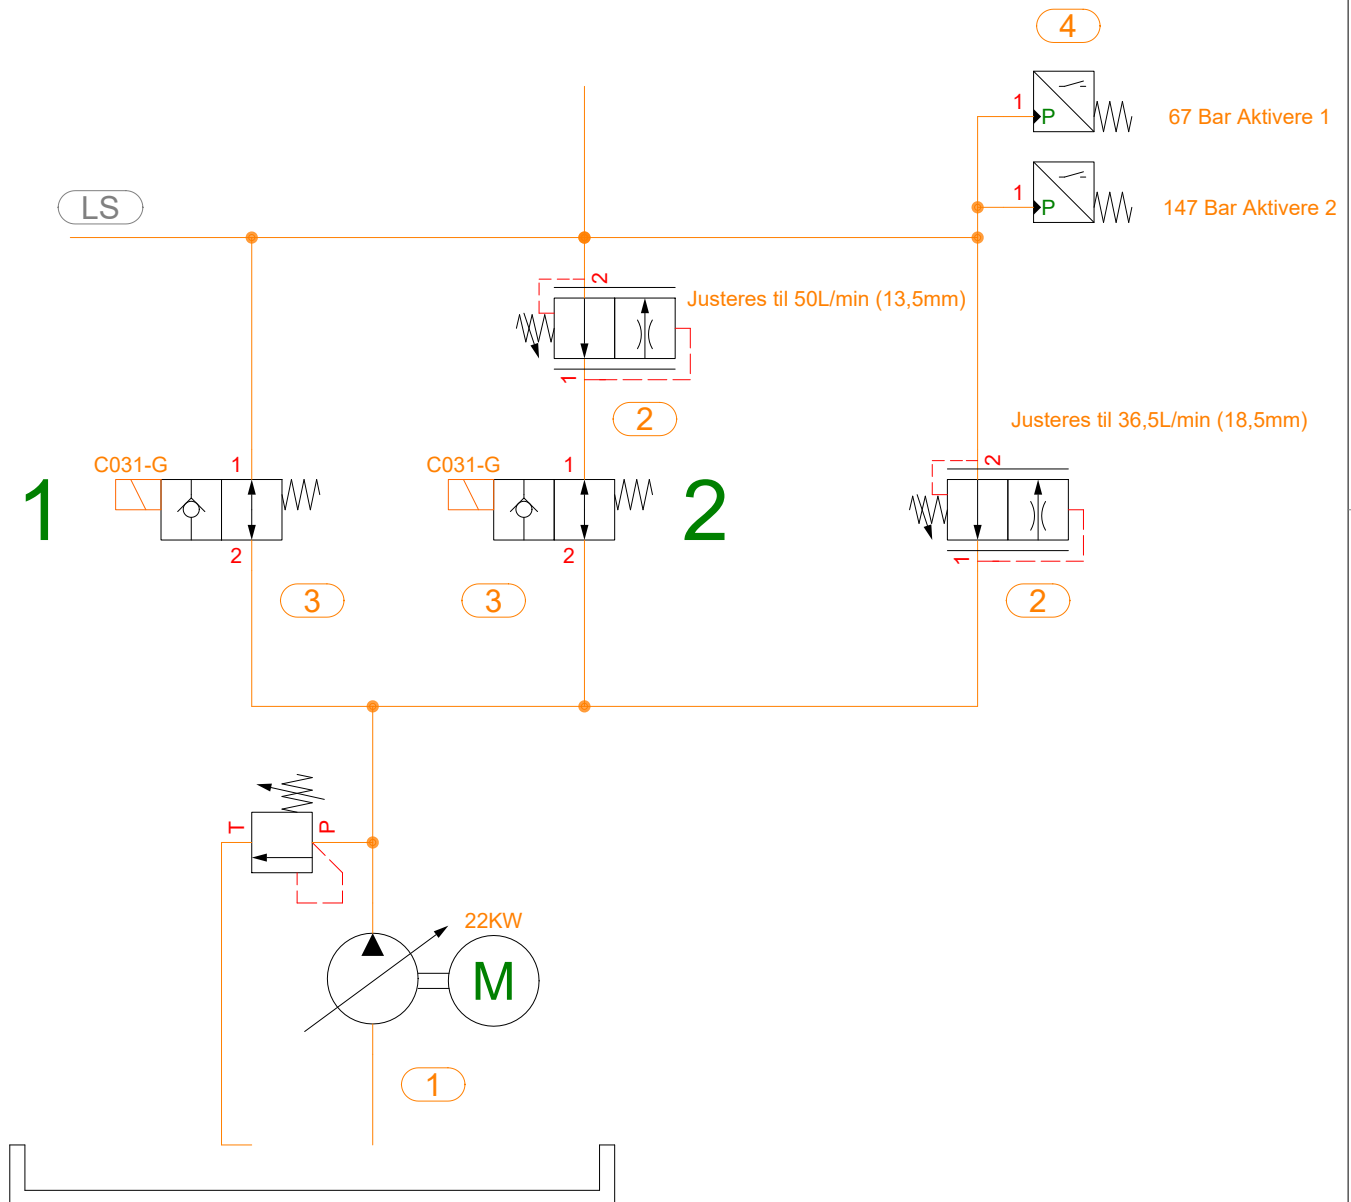 4
1
P
67 Bar Aktivere 1
1
P
147 Bar Aktivere 2
LS
2
Justeres til 50L/min (13,5mm)
1
2
Justeres til 36,5L/min (18,5mm)
C031-G
1
C031-G
1
2
1
2
2
2
1
3
3
2
T
P
22KW
M
1